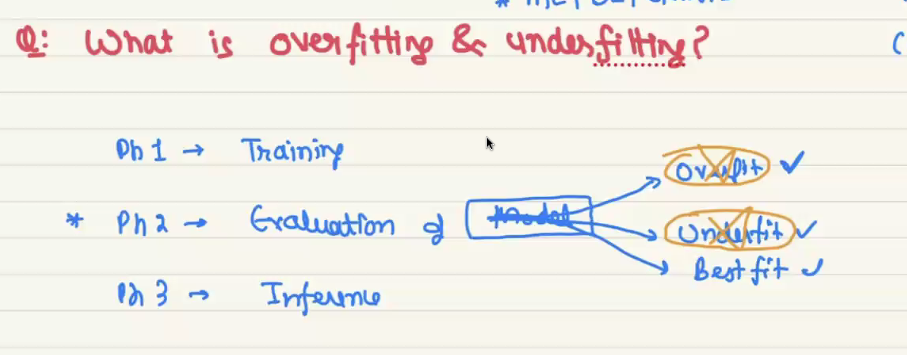 Q: What is overfitting & underfitting?
Ph 1 → Training
Overfit ✓
* Ph 2 → Evaluation of model
Underfit ✓
Best fit ✓
Ph 3 → Inference